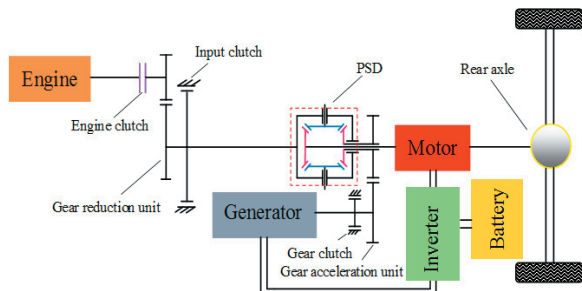 Input clutch
PSD
Rear axle
Engine
Engine clutch
Motor
Gear reduction unit
Generator
Inverter
Battery
Gear clutch
Gear acceleration unit